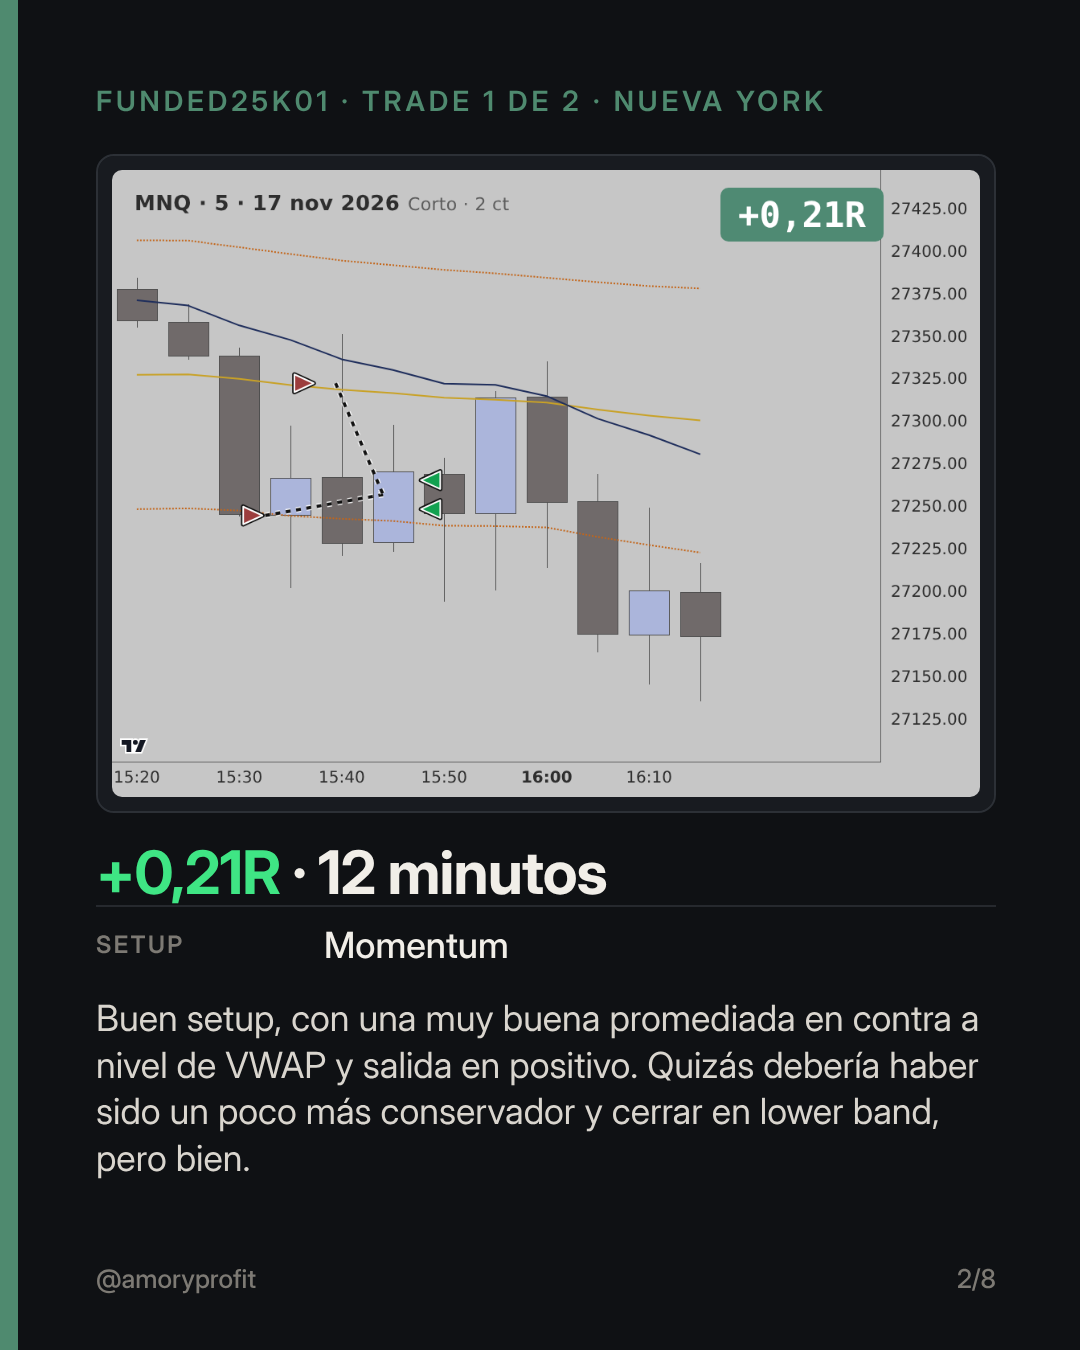 FUNDED25K01 · TRADE 1 DE 2 · NUEVA YORK
MNQ · 5 · 17 nov 2026 Corto · 2 ct
+0,21R
27425.00
27400.00
27375.00
27350.00
27325.00
27300.00
27275.00
27250.00
27225.00
27200.00
27175.00
27150.00
27125.00
15:20 15:30 15:40 15:50 16:00 16:10
+0,21R · 12 minutos
SETUP Momentum
Buen setup, con una muy buena promediada en contra a
nivel de VWAP y salida en positivo. Quizás debería haber
sido un poco más conservador y cerrar en lower band,
pero bien.
@amoryprofit 2/8